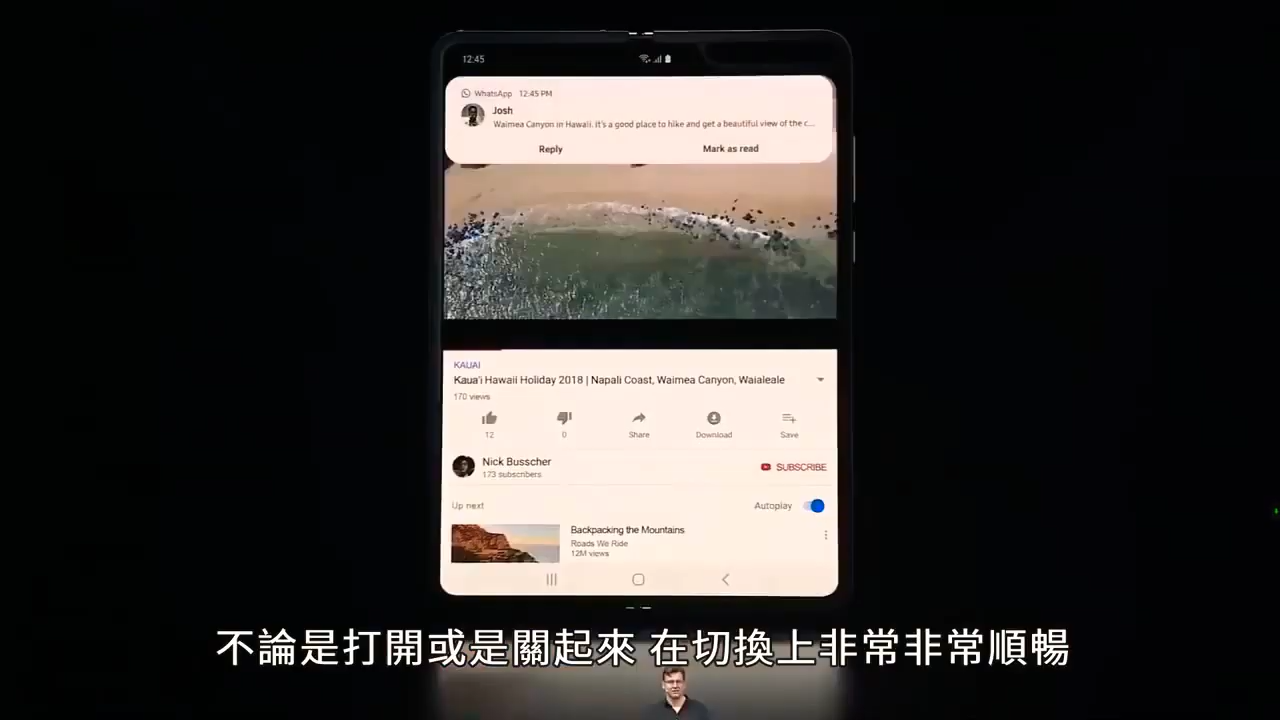 12:45
WhatsApp 12:45 PM
Josh
Waimea Canyon in Hawaii. It's a good place to hike and get a beautiful view of the c...
Reply Mark as read
KAUAI
Kaua'i Hawaii Holiday 2018 | Napali Coast, Waimea Canyon, Waialeale
170 views
12 0 Share Download Save
Nick Busscher
173 subscribers
SUBSCRIBE
Up next Autoplay
Backpacking the Mountains
Roads We Ride
12M views
不論是打開或是關起來 在切換上非常非常順暢